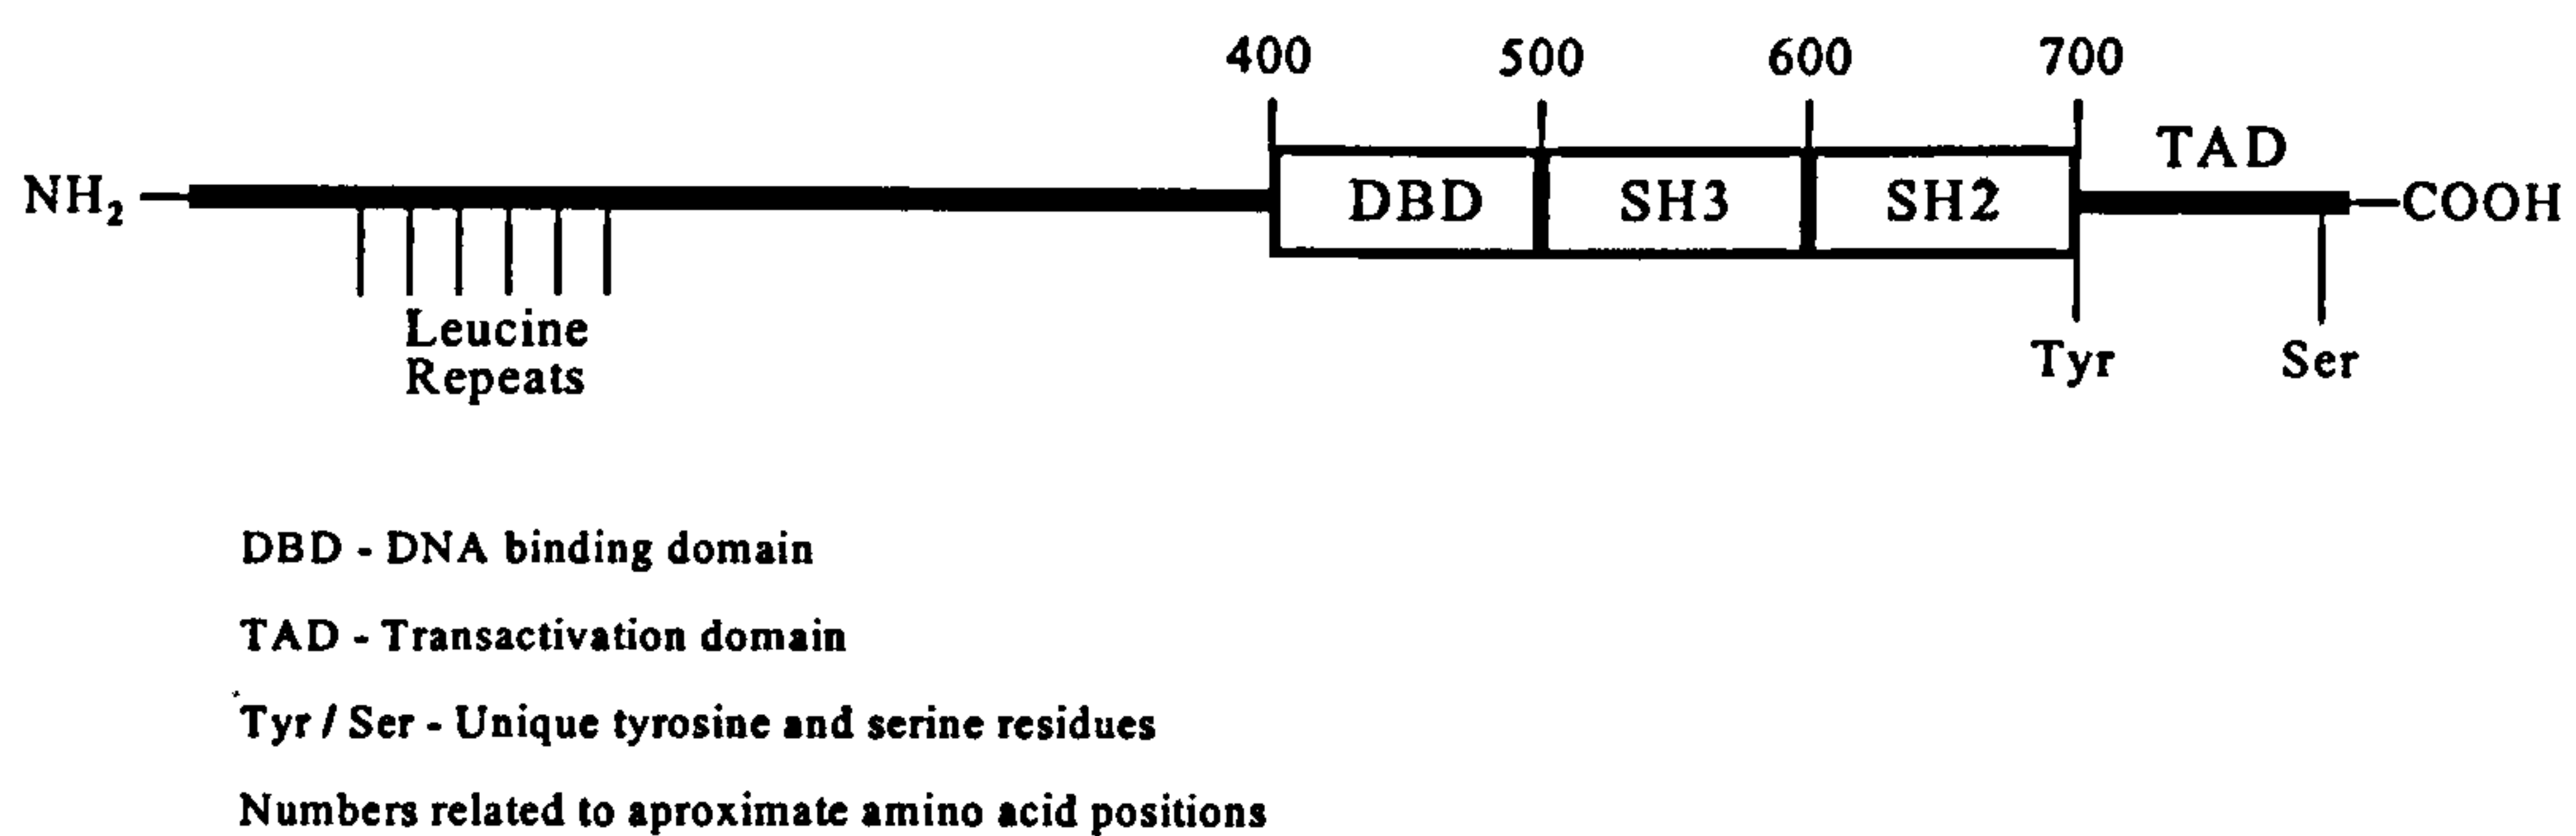 400 500 600 700
TAD
NH₂ DBD SH3 SH2 COOH
Leucine
Repeats
Tyr Ser
DBD - DNA binding domain
TAD - Transactivation domain
Tyr / Ser - Unique tyrosine and serine residues
Numbers related to aproximate amino acid positions